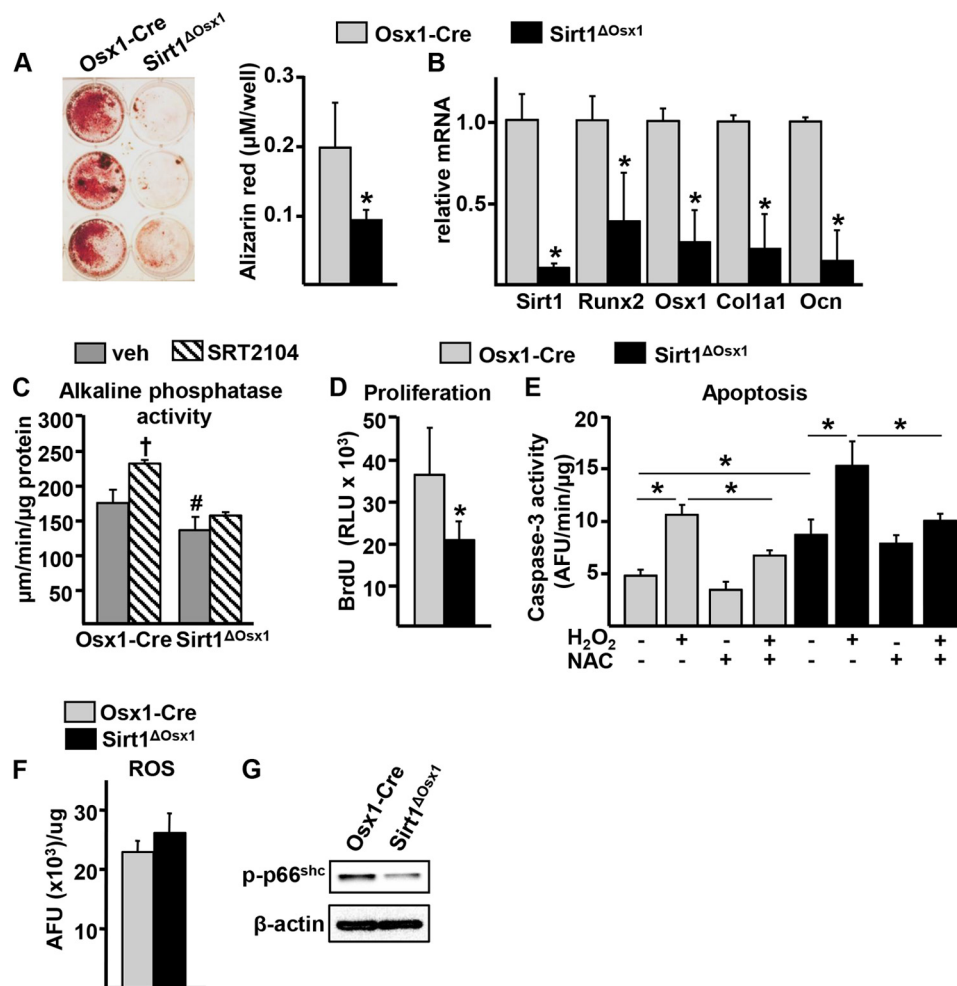 Osx1-Cre Sirt1ΔOsx1
Osx1-Cre
Sirt1ΔOsx1
A
Alizarin red (µM/well)
0.3
0.2
0.1
*
B
relative mRNA
1.0
0.5
* * * * *
Sirt1 Runx2 Osx1 Col1a1 Ocn
veh SRT2104
Osx1-Cre Sirt1ΔOsx1
C
Alkaline phosphatase
activity
µm/min/µg protein
300
250
200
150
100
50
†
#
Osx1-Cre Sirt1ΔOsx1
D
Proliferation
BrdU (RLU x 10³)
50
40
30
20
10
*
E
Apoptosis
Caspase-3 activity
(AFU/min/µg)
20
15
10
5
* *
*
* *
H₂O₂ - + - + - + - +
NAC - - + + - - + +
Osx1-Cre
Sirt1ΔOsx1
F
ROS
AFU (x10³)/ug
30
20
10
G
Osx1-Cre
Sirt1ΔOsx1
p-p66shc
β-actin